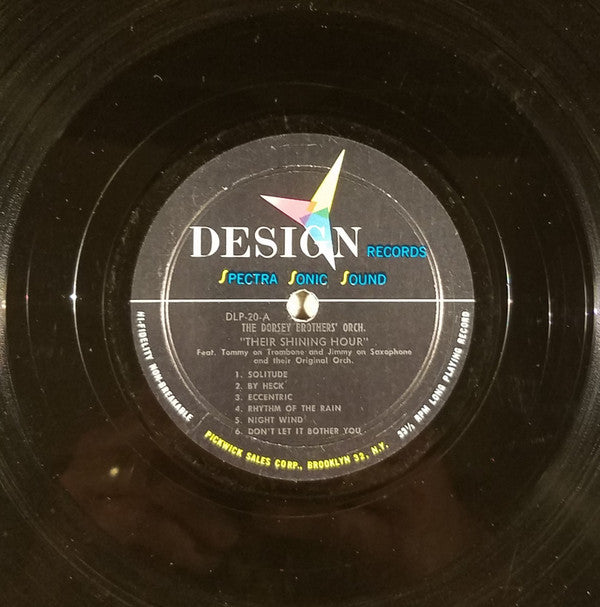 DESIGN RECORDS
SPECTRA SONIC SOUND
DLP-20-A
THE DORSEY BROTHERS' ORCH.
"THEIR SHINING HOUR"
Feat. Tommy on Trombone and Jimmy on Saxophone
and their Original Orch.
1. SOLITUDE
2. BY HECK
3. ECCENTRIC
4. RHYTHM OF THE RAIN
5. NIGHT WIND
6. DON'T LET IT BOTHER YOU
HI-FIDELITY NON-BREAKABLE
PICKWICK SALES CORP., BROOKLYN 32, N.Y.
33⅓ RPM LONG PLAYING RECORD